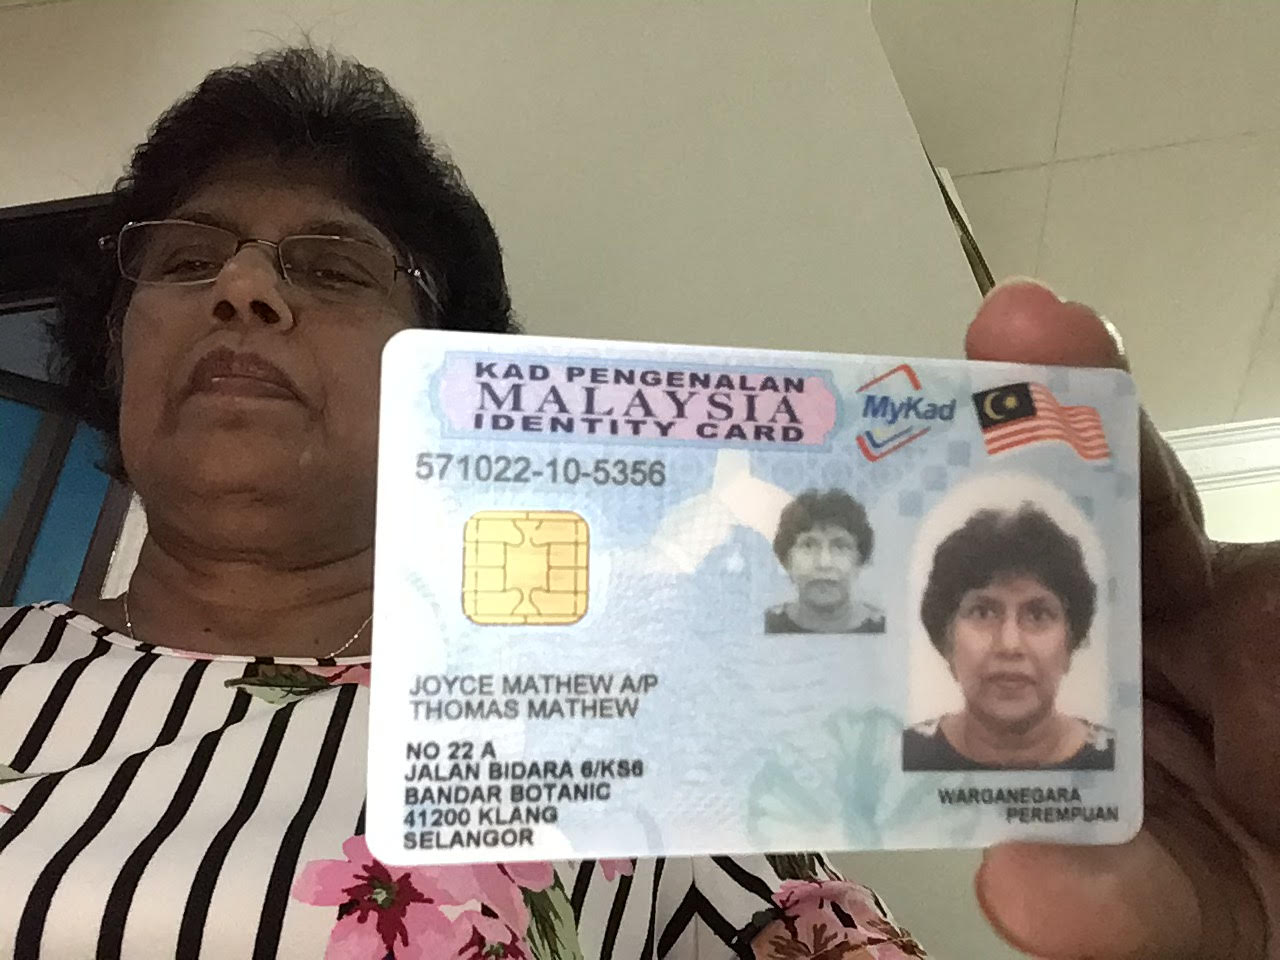 KAD PENGENALAN
MALAYSIA
IDENTITY CARD
MyKad
571022-10-5356
JOYCE MATHEW A/P
THOMAS MATHEW
NO 22 A
JALAN BIDARA 6/KS6
BANDAR BOTANIC
41200 KLANG
SELANGOR
WARGANEGARA
PEREMPUAN